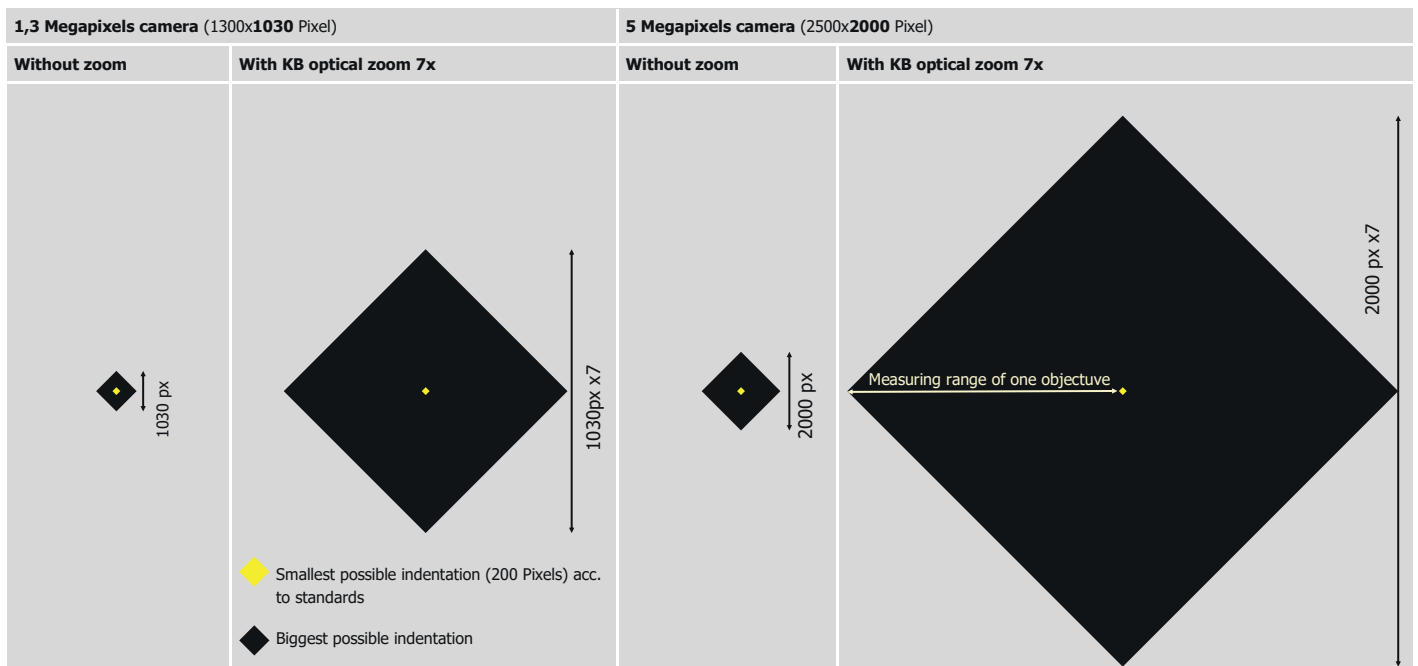 1,3 Megapixels camera (1300x1030 Pixel)
5 Megapixels camera (2500x2000 Pixel)
Without zoom
With KB optical zoom 7x
Without zoom
With KB optical zoom 7x
1030 px
1030px x7
2000 px
Measuring range of one objectuve
2000 px x7
Smallest possible indentation (200 Pixels) acc.
to standards
Biggest possible indentation